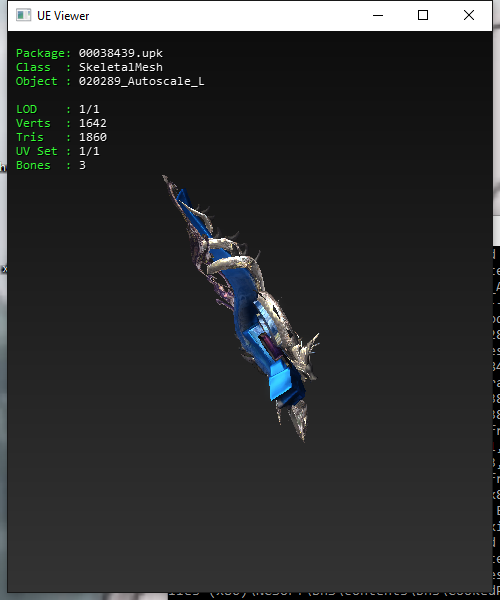 UE Viewer
Package: 00038439.upk
Class : SkeletalMesh
Object : 020289_Autoscale_L
LOD : 1/1
Verts : 1642
Tris : 1860
UV Set : 1/1
Bones : 3